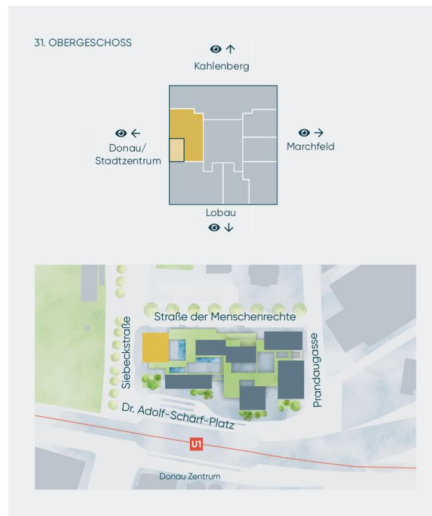 31. OBERGESCHOSS
Kahlenberg
Donau/
Stadtzentrum
Marchfeld
Lobau
Straße der Menschenrechte
Siebeckstraße
Prandaugasse
Dr. Adolf-Schärf-Platz
U1
Donau Zentrum